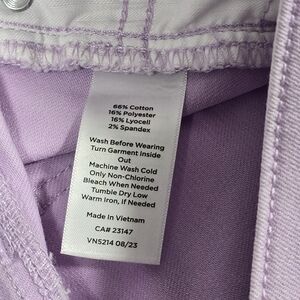 66% Cotton
16% Polyester
16% Lyocell
2% Spandex
Wash Before Wearing
Turn Garment Inside
Out
Machine Wash Cold
Only Non-Chlorine
Bleach When Needed
Tumble Dry Low
Warm Iron, If Needed
Made In Vietnam
CA# 23147
VN5214 08/23